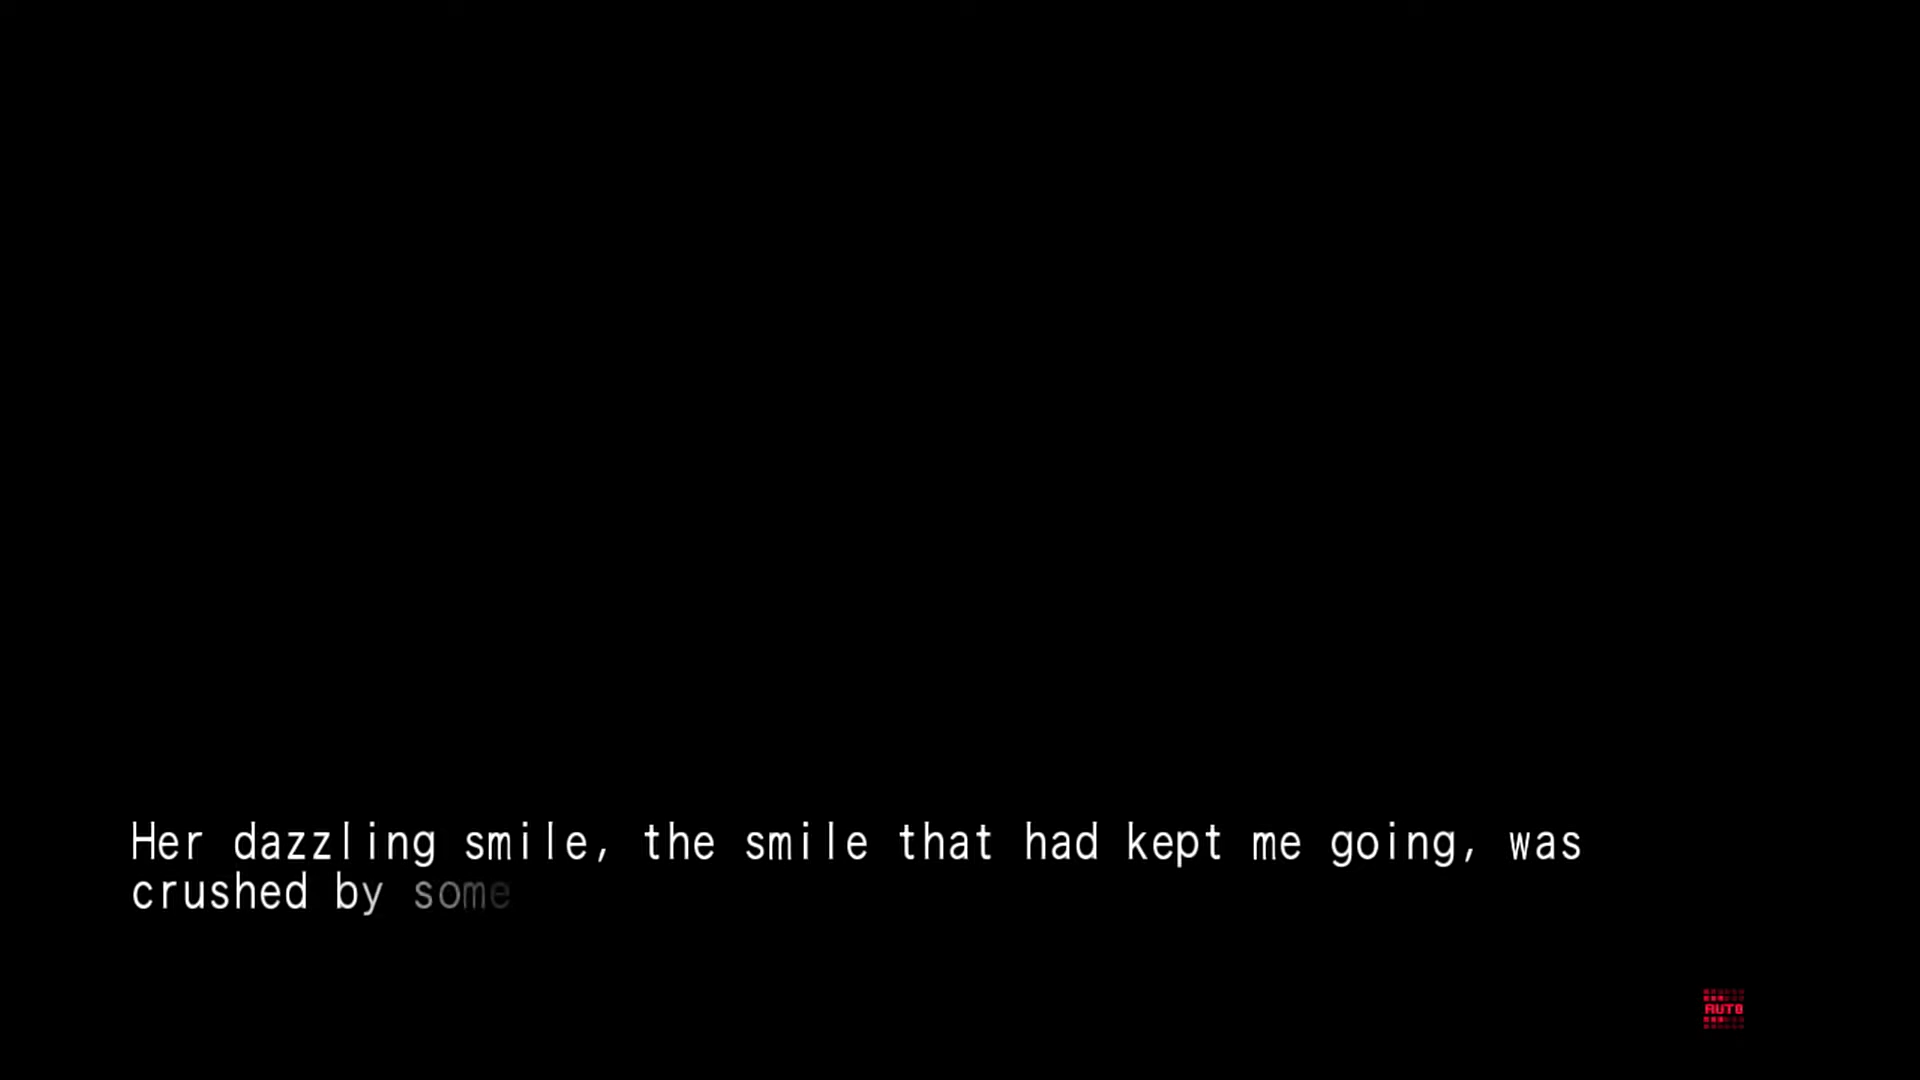 Her dazzling smile, the smile that had kept me going, was
crushed by some
AUTO